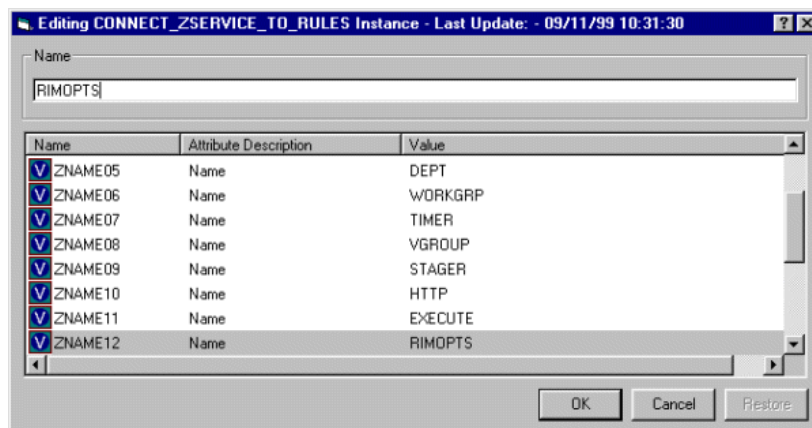 Editing CONNECT_ZSERVICE_TO_RULES Instance - Last Update: - 09/11/99 10:31:30
Name
RIMOPTS
Name Attribute Description Value
V ZNAME05 Name DEPT
V ZNAME06 Name WORKGRP
V ZNAME07 Name TIMER
V ZNAME08 Name VGROUP
V ZNAME09 Name STAGER
V ZNAME10 Name HTTP
V ZNAME11 Name EXECUTE
V ZNAME12 Name RIMOPTS
OK Cancel Restore